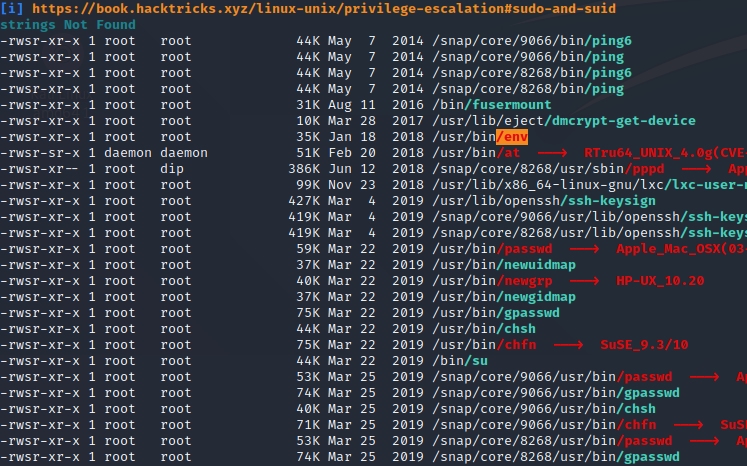 [i] https://book.hacktricks.xyz/linux-unix/privilege-escalation#sudo-and-suid
strings Not Found
-rwsr-xr-x 1 root   root             44K May  7  2014 /snap/core/9066/bin/ping6
-rwsr-xr-x 1 root   root             44K May  7  2014 /snap/core/9066/bin/ping
-rwsr-xr-x 1 root   root             44K May  7  2014 /snap/core/8268/bin/ping6
-rwsr-xr-x 1 root   root             44K May  7  2014 /snap/core/8268/bin/ping
-rwsr-xr-x 1 root   root             31K Aug 11  2016 /bin/fusermount
-rwsr-xr-x 1 root   root             10K Mar 28  2017 /usr/lib/eject/dmcrypt-get-device
-rwsr-xr-x 1 root   root             35K Jan 18  2018 /usr/bin/env
-rwsr-sr-x 1 daemon daemon           51K Feb 20  2018 /usr/bin/at  --->  RTru64_UNIX_4.0g(CVE-
-rwsr-xr-- 1 root   dip             386K Jun 12  2018 /snap/core/8268/usr/sbin/pppd  --->  Ap
-rwsr-xr-x 1 root   root             99K Nov 23  2018 /usr/lib/x86_64-linux-gnu/lxc/lxc-user-n
-rwsr-xr-x 1 root   root            427K Mar  4  2019 /usr/lib/openssh/ssh-keysign
-rwsr-xr-x 1 root   root            419K Mar  4  2019 /snap/core/9066/usr/lib/openssh/ssh-keys
-rwsr-xr-x 1 root   root            419K Mar  4  2019 /snap/core/8268/usr/lib/openssh/ssh-keys
-rwsr-xr-x 1 root   root             59K Mar 22  2019 /usr/bin/passwd  --->  Apple_Mac_OSX(03-
-rwsr-xr-x 1 root   root             37K Mar 22  2019 /usr/bin/newuidmap
-rwsr-xr-x 1 root   root             40K Mar 22  2019 /usr/bin/newgrp  --->  HP-UX_10.20
-rwsr-xr-x 1 root   root             37K Mar 22  2019 /usr/bin/newgidmap
-rwsr-xr-x 1 root   root             75K Mar 22  2019 /usr/bin/gpasswd
-rwsr-xr-x 1 root   root             44K Mar 22  2019 /usr/bin/chsh
-rwsr-xr-x 1 root   root             75K Mar 22  2019 /usr/bin/chfn  --->  SuSE_9.3/10
-rwsr-xr-x 1 root   root             44K Mar 22  2019 /bin/su
-rwsr-xr-x 1 root   root             53K Mar 25  2019 /snap/core/9066/usr/bin/passwd  --->  Ap
-rwsr-xr-x 1 root   root             74K Mar 25  2019 /snap/core/9066/usr/bin/gpasswd
-rwsr-xr-x 1 root   root             40K Mar 25  2019 /snap/core/9066/usr/bin/chsh
-rwsr-xr-x 1 root   root             71K Mar 25  2019 /snap/core/9066/usr/bin/chfn  --->  SuS
-rwsr-xr-x 1 root   root             53K Mar 25  2019 /snap/core/8268/usr/bin/passwd  --->  Ap
-rwsr-xr-x 1 root   root             74K Mar 25  2019 /snap/core/8268/usr/bin/gpasswd